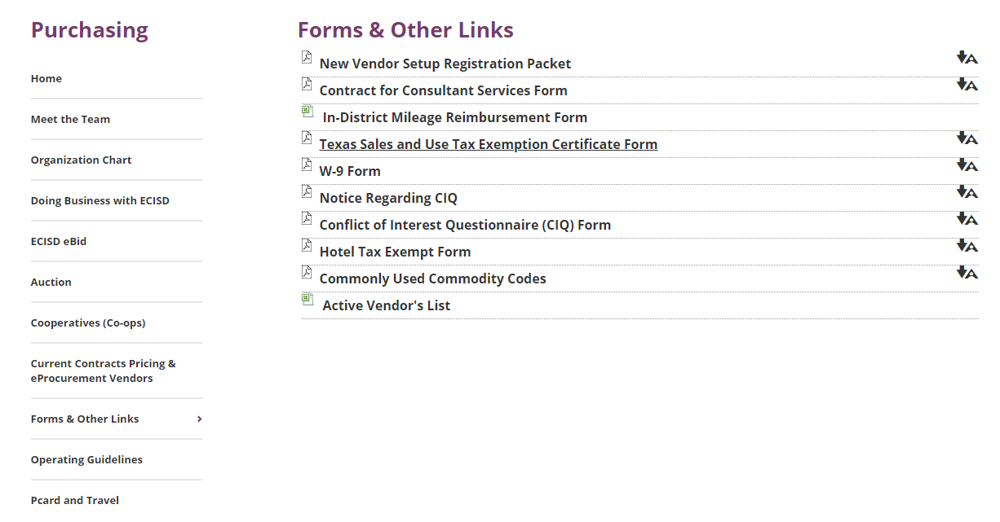 Purchasing
Home
Meet the Team
Organization Chart
Doing Business with ECISD
ECISD eBid
Auction
Cooperatives (Co-ops)
Current Contracts Pricing &
eProcurement Vendors
Forms & Other Links
Operating Guidelines
Pcard and Travel
Forms & Other Links
New Vendor Setup Registration Packet
Contract for Consultant Services Form
In-District Mileage Reimbursement Form
Texas Sales and Use Tax Exemption Certificate Form
W-9 Form
Notice Regarding CIQ
Conflict of Interest Questionnaire (CIQ) Form
Hotel Tax Exempt Form
Commonly Used Commodity Codes
Active Vendor's List